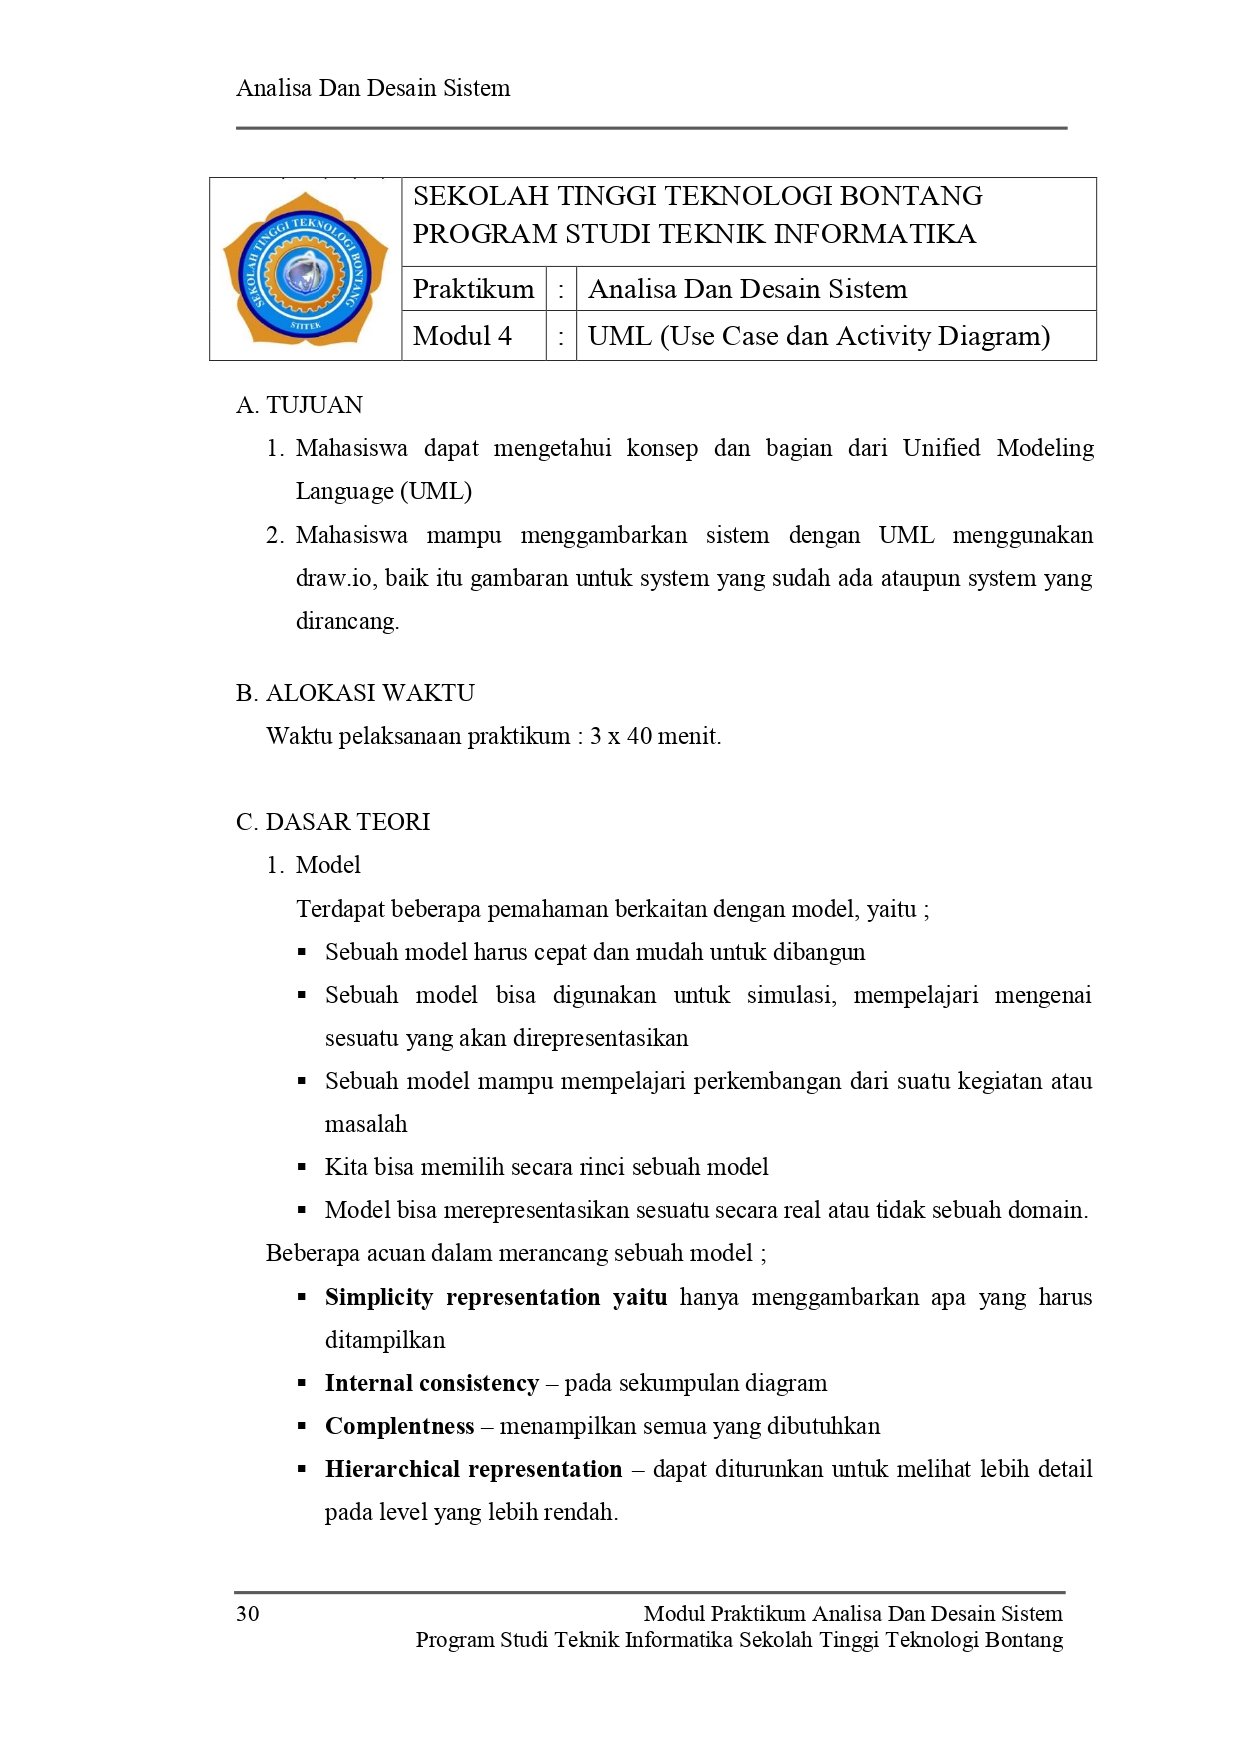 Analisa Dan Desain Sistem
SEKOLAH TINGGI TEKNOLOGI BONTANG
STITEK
SEKOLAH TINGGI TEKNOLOGI BONTANG
PROGRAM STUDI TEKNIK INFORMATIKA
Praktikum : Analisa Dan Desain Sistem
Modul 4 : UML (Use Case dan Activity Diagram)
A. TUJUAN
1. Mahasiswa dapat mengetahui konsep dan bagian dari Unified Modeling
Language (UML)
2. Mahasiswa mampu menggambarkan sistem dengan UML menggunakan
draw.io, baik itu gambaran untuk system yang sudah ada ataupun system yang
dirancang.
B. ALOKASI WAKTU
Waktu pelaksanaan praktikum : 3 x 40 menit.
C. DASAR TEORI
1. Model
Terdapat beberapa pemahaman berkaitan dengan model, yaitu ;
▪ Sebuah model harus cepat dan mudah untuk dibangun
▪ Sebuah model bisa digunakan untuk simulasi, mempelajari mengenai
sesuatu yang akan direpresentasikan
▪ Sebuah model mampu mempelajari perkembangan dari suatu kegiatan atau
masalah
▪ Kita bisa memilih secara rinci sebuah model
▪ Model bisa merepresentasikan sesuatu secara real atau tidak sebuah domain.
Beberapa acuan dalam merancang sebuah model ;
▪ Simplicity representation yaitu hanya menggambarkan apa yang harus
ditampilkan
▪ Internal consistency – pada sekumpulan diagram
▪ Complentness – menampilkan semua yang dibutuhkan
▪ Hierarchical representation – dapat diturunkan untuk melihat lebih detail
pada level yang lebih rendah.
30 Modul Praktikum Analisa Dan Desain Sistem
Program Studi Teknik Informatika Sekolah Tinggi Teknologi Bontang